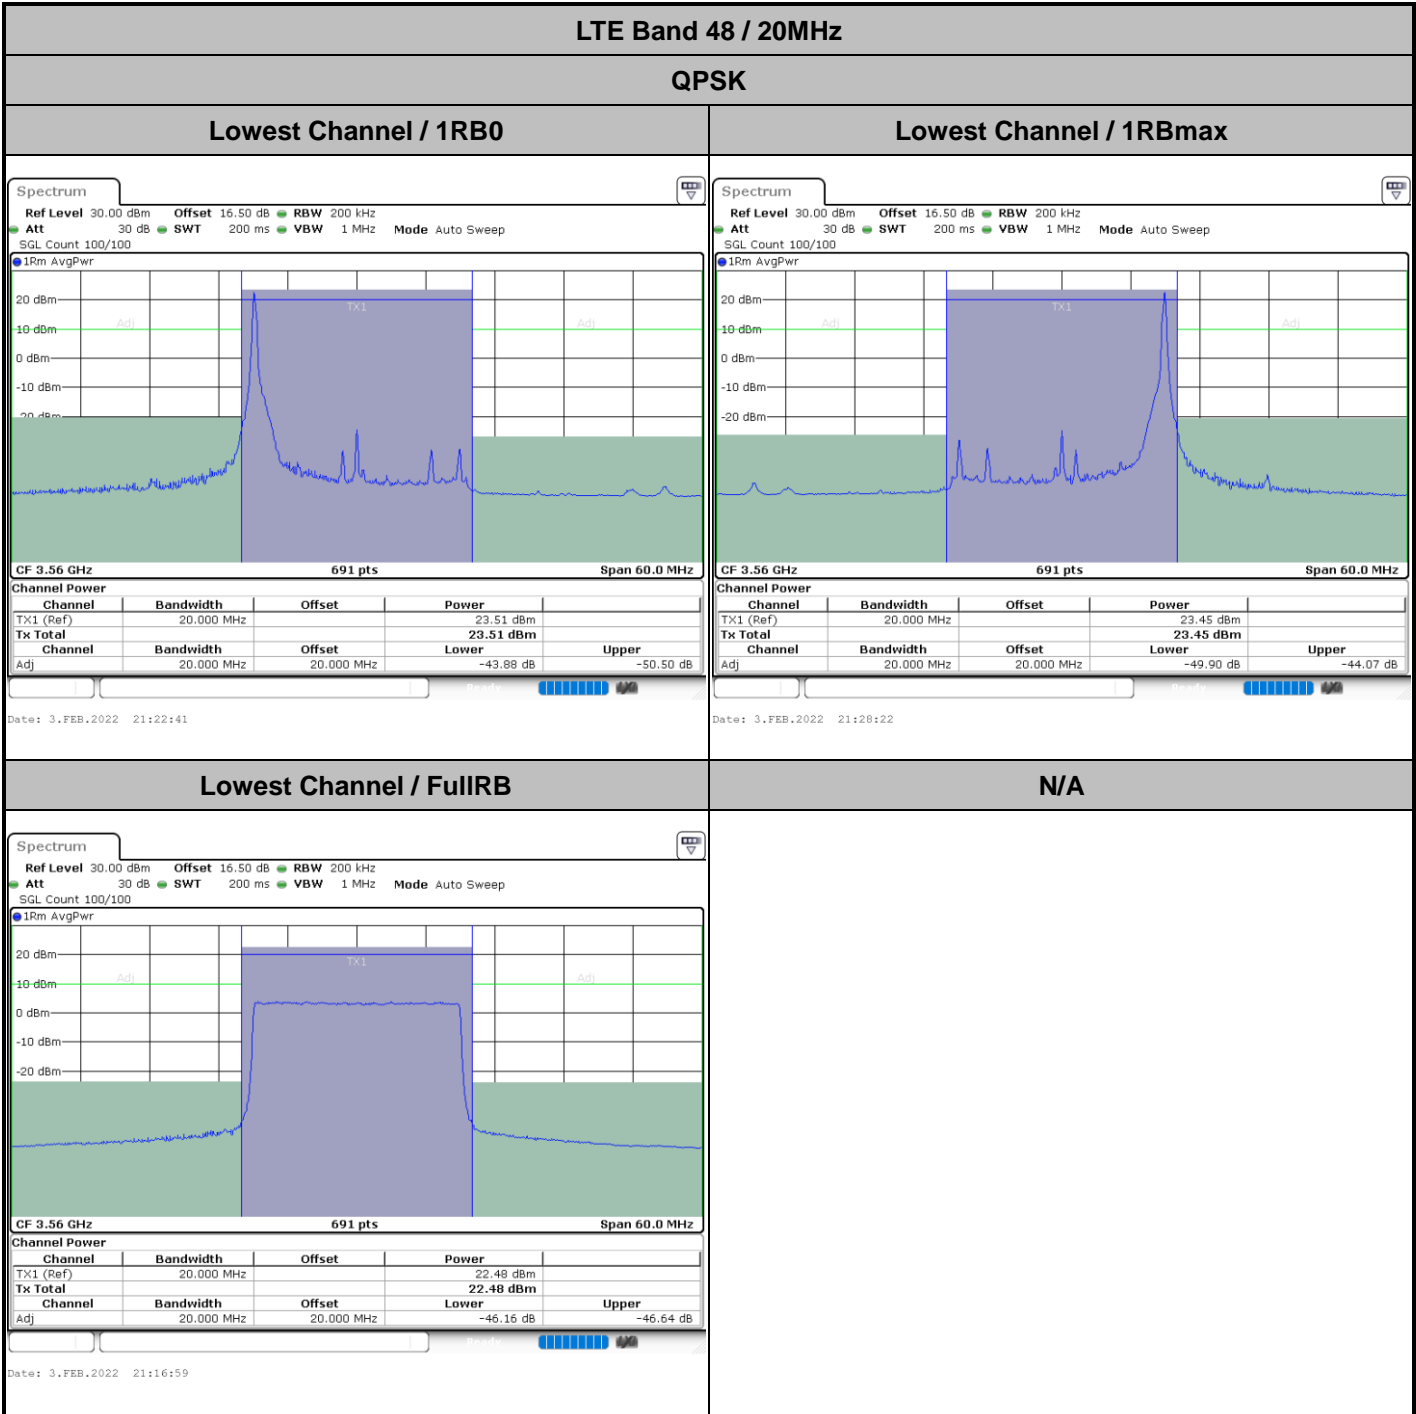 LTE Band 48 / 20MHz
QPSK
Lowest Channel / 1RB0
Lowest Channel / 1RBmax
Spectrum
Ref Level 30.00 dBm Offset 16.50 dB RBW 200 kHz
Att 30 dB SWT 200 ms VBW 1 MHz Mode Auto Sweep
SGL Count 100/100
1Rm AvgPwr
TX1
20 dBm
Adj
Adj
10 dBm
0 dBm
-10 dBm
-20 dBm
CF 3.56 GHz 691 pts Span 60.0 MHz
Channel Power
Channel Bandwidth Offset Power
TX1 (Ref) 20.000 MHz 23.51 dBm
Tx Total 23.51 dBm
Channel Bandwidth Offset Lower Upper
Adj 20.000 MHz 20.000 MHz -43.88 dB -50.50 dB
Ready
Date: 3.FEB.2022 21:22:41
Spectrum
Ref Level 30.00 dBm Offset 16.50 dB RBW 200 kHz
Att 30 dB SWT 200 ms VBW 1 MHz Mode Auto Sweep
SGL Count 100/100
1Rm AvgPwr
TX1
20 dBm
Adj
Adj
10 dBm
0 dBm
-10 dBm
-20 dBm
CF 3.56 GHz 691 pts Span 60.0 MHz
Channel Power
Channel Bandwidth Offset Power
TX1 (Ref) 20.000 MHz 23.45 dBm
Tx Total 23.45 dBm
Channel Bandwidth Offset Lower Upper
Adj 20.000 MHz 20.000 MHz -49.90 dB -44.07 dB
Ready
Date: 3.FEB.2022 21:28:22
Lowest Channel / FullRB
N/A
Spectrum
Ref Level 30.00 dBm Offset 16.50 dB RBW 200 kHz
Att 30 dB SWT 200 ms VBW 1 MHz Mode Auto Sweep
SGL Count 100/100
1Rm AvgPwr
20 dBm
TX1
Adj
Adj
10 dBm
0 dBm
-10 dBm
-20 dBm
CF 3.56 GHz 691 pts Span 60.0 MHz
Channel Power
Channel Bandwidth Offset Power
TX1 (Ref) 20.000 MHz 22.48 dBm
Tx Total 22.48 dBm
Channel Bandwidth Offset Lower Upper
Adj 20.000 MHz 20.000 MHz -46.16 dB -46.64 dB
Ready
Date: 3.FEB.2022 21:16:59